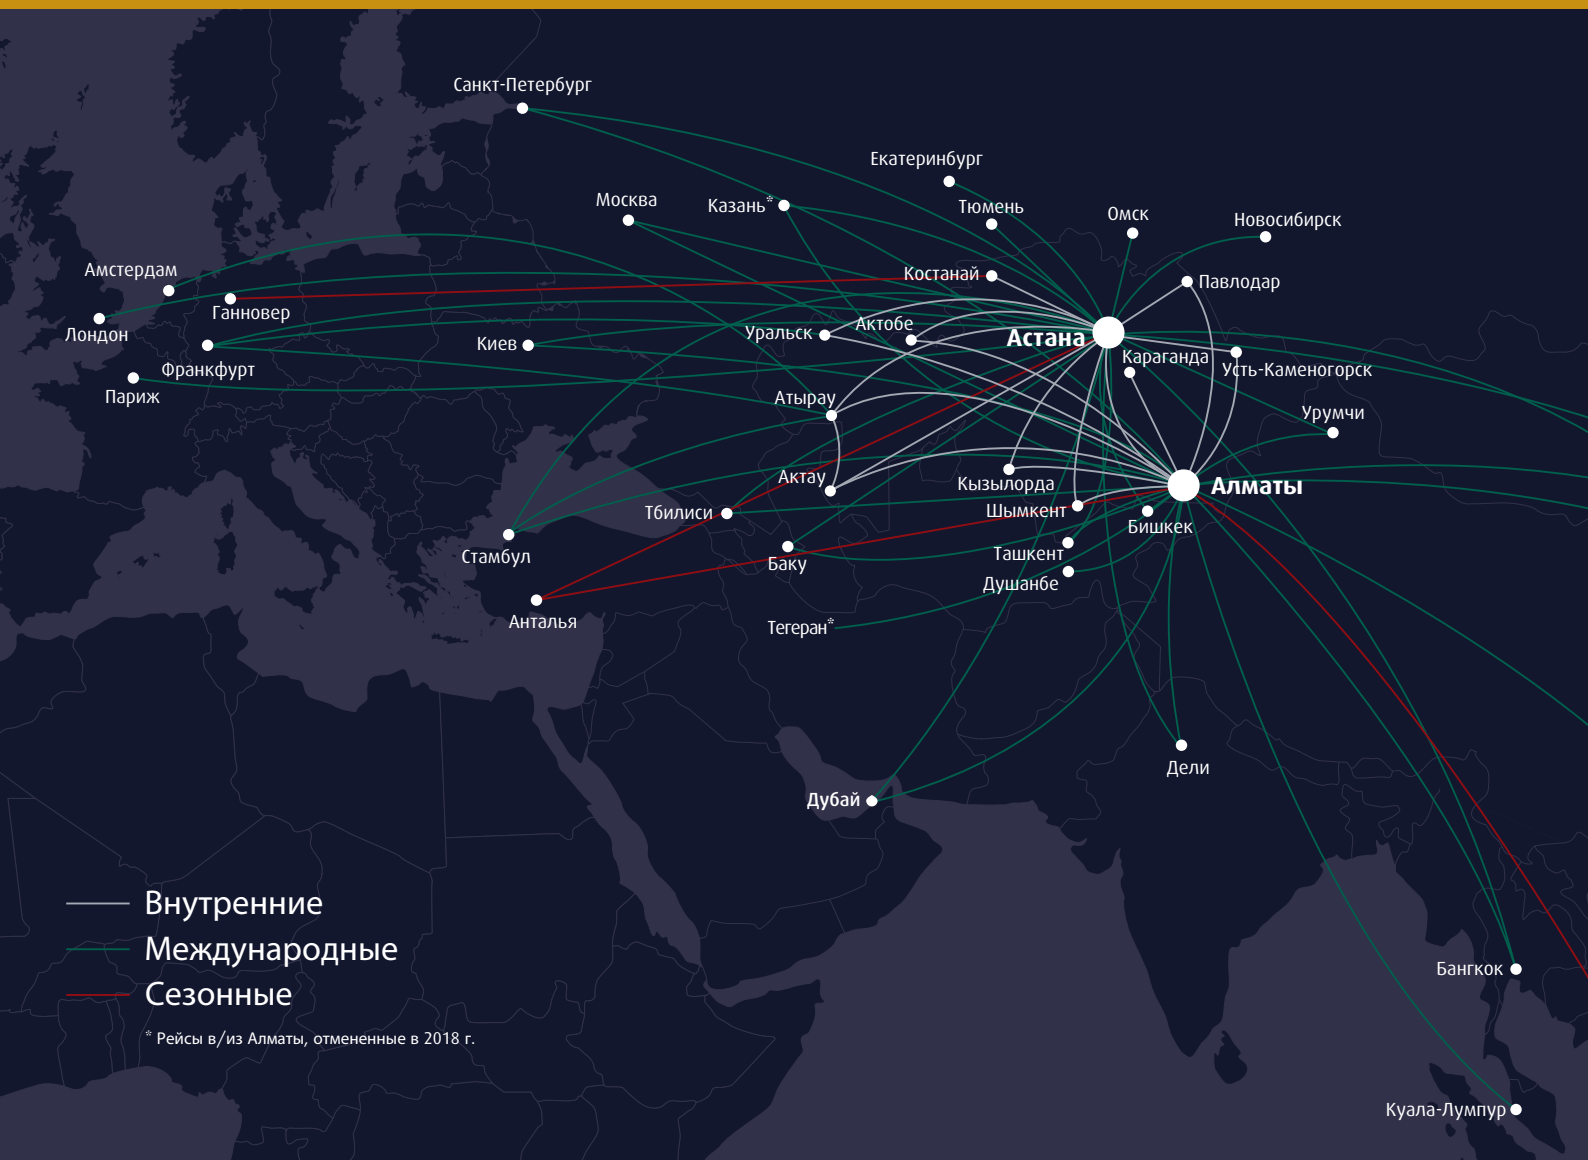 Санкт-Петербург
Екатеринбург
Москва
Казань*
Тюмень
Омск
Новосибирск
Амстердам
Костанай
Павлодар
Ганновер
Лондон
Киев
Уральск
Актобе
Астана
Караганда
Усть-Каменогорск
Франкфурт
Париж
Атырау
Урумчи
Актау
Кызылорда
Алматы
Тбилиси
Шымкент
Бишкек
Стамбул
Баку
Ташкент
Душанбе
Анталья
Тегеран*
Дели
Дубай
Внутренние
Международные
Сезонные
* Рейсы в/из Алматы, отмененные в 2018 г.
Бангкок
Куала-Лумпур